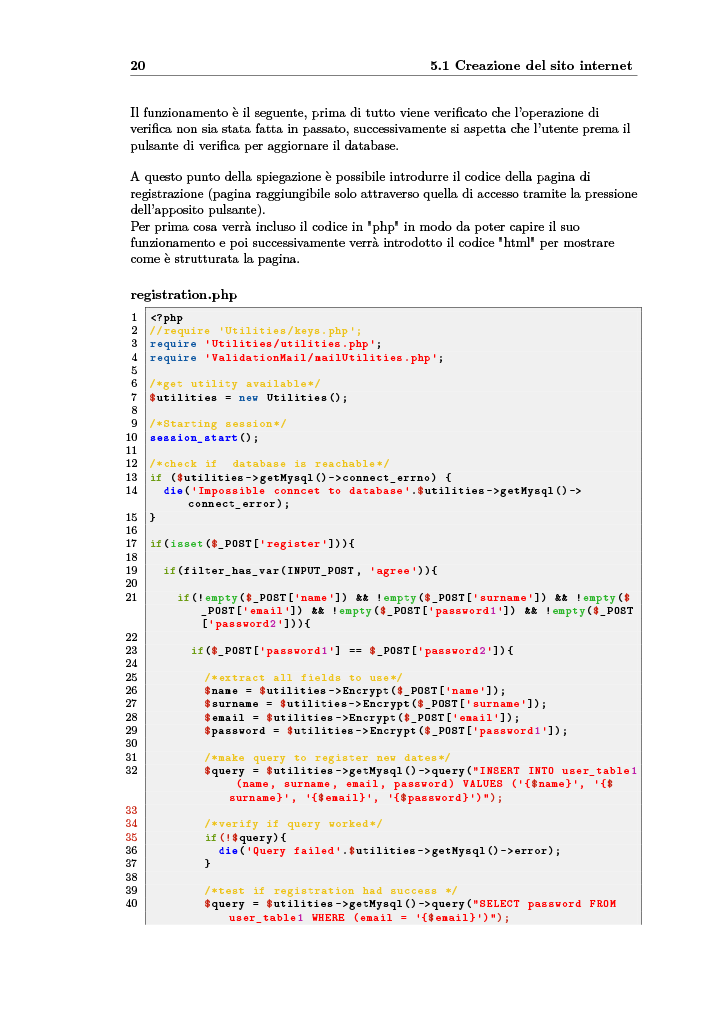 20 5.1 Creazione del sito internet
Il funzionamento è il seguente, prima di tutto viene verificato che l'operazione di
verifica non sia stata fatta in passato, successivamente si aspetta che l'utente prema il
pulsante di verifica per aggiornare il database.
A questo punto della spiegazione è possibile introdurre il codice della pagina di
registrazione (pagina raggiungibile solo attraverso quella di accesso tramite la pressione
dell'apposito pulsante).
Per prima cosa verrà incluso il codice in "php" in modo da poter capire il suo
funzionamento e poi successivamente verrà introdotto il codice "html" per mostrare
come è strutturata la pagina.
registration.php
1 <?php
2 //require 'Utilities/keys.php';
3 require 'Utilities/utilities.php';
4 require 'ValidationMail/mailUtilities.php';
5
6 /*get utility available*/
7 $utilities = new Utilities();
8
9 /*Starting session*/
10 session_start();
11
12 /*check if  database is reachable*/
13 if ($utilities->getMysql()->connect_errno) {
14   die('Impossible conncet to database'.$utilities->getMysql()->
connect_error);
15 }
16
17 if(isset($_POST['register'])){
18
19   if(filter_has_var(INPUT_POST, 'agree')){
20
21     if(!empty($_POST['name']) && !empty($_POST['surname']) && !empty($
_POST['email']) && !empty($_POST['password1']) && !empty($_POST
['password2'])){
22
23       if($_POST['password1'] == $_POST['password2']){
24
25         /*extract all fields to use*/
26         $name = $utilities->Encrypt($_POST['name']);
27         $surname = $utilities->Encrypt($_POST['surname']);
28         $email = $utilities->Encrypt($_POST['email']);
29         $password = $utilities->Encrypt($_POST['password1']);
30
31         /*make query to register new dates*/
32         $query = $utilities->getMysql()->query("INSERT INTO user_table1
(name, surname, email, password) VALUES ('{$name}', '{$
surname}', '{$email}', '{$password}')");
33
34         /*verify if query worked*/
35         if(!$query){
36           die('Query failed'.$utilities->getMysql()->error);
37         }
38
39         /*test if registration had success */
40         $query = $utilities->getMysql()->query("SELECT password FROM
user_table1 WHERE (email = '{$email}')");